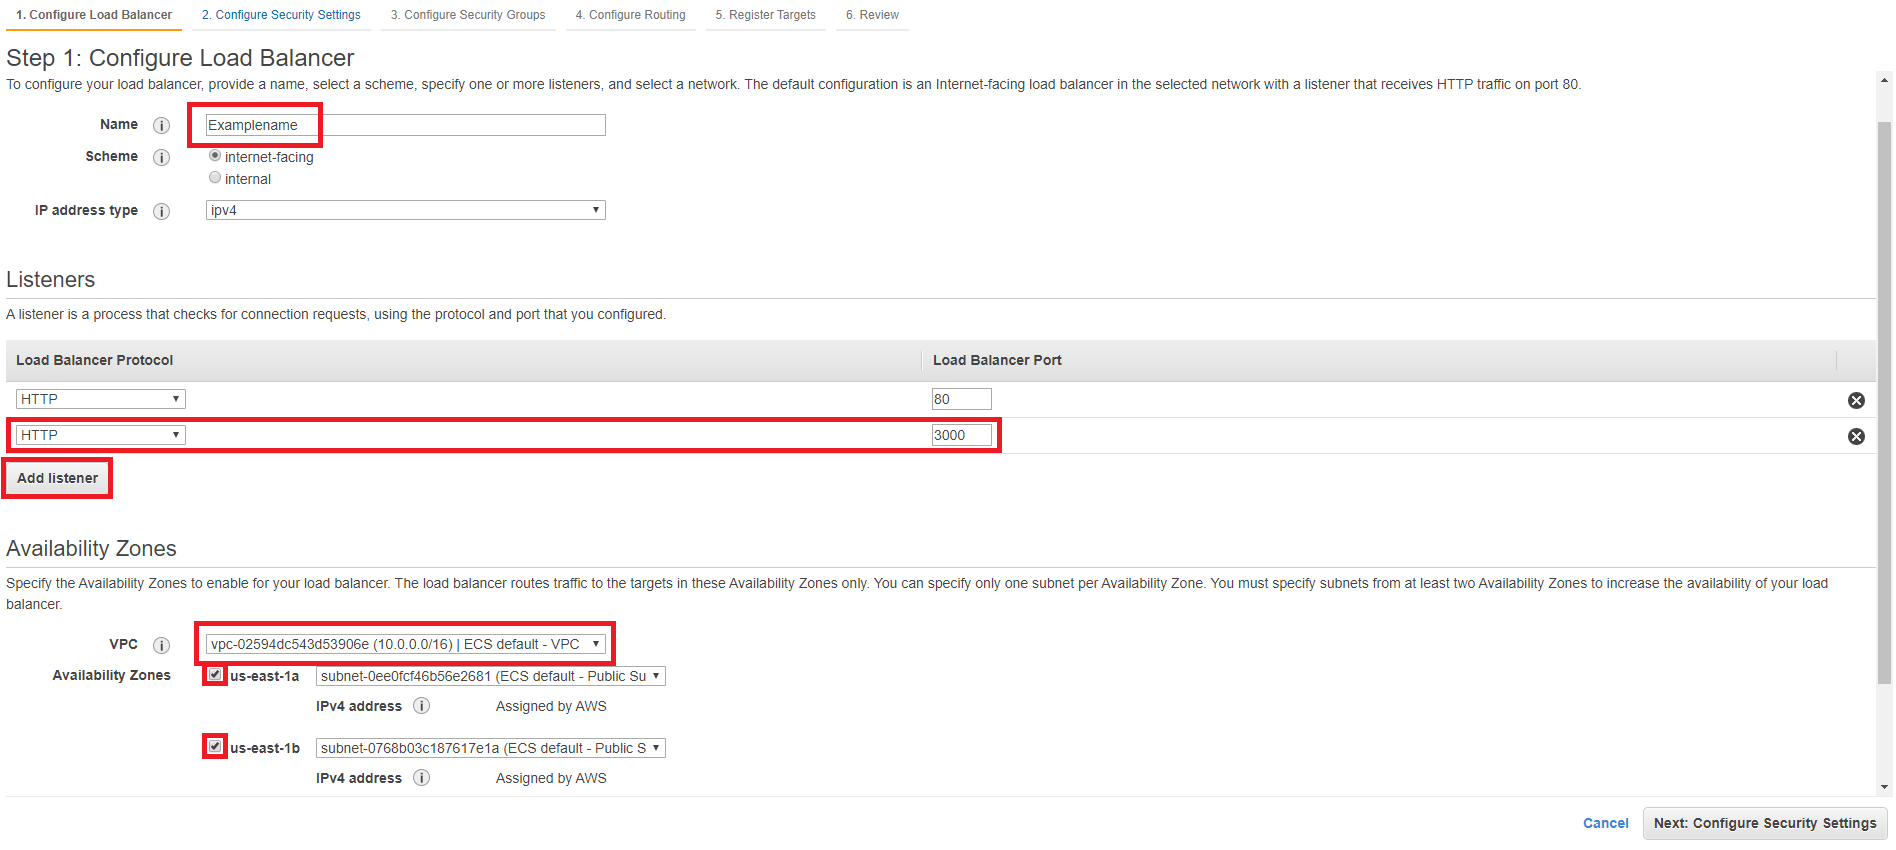 1. Configure Load Balancer 2. Configure Security Settings 3. Configure Security Groups 4. Configure Routing 5. Register Targets 6. Review
Step 1: Configure Load Balancer
To configure your load balancer, provide a name, select a scheme, specify one or more listeners, and select a network. The default configuration is an Internet-facing load balancer in the selected network with a listener that receives HTTP traffic on port 80.
Name i Examplename
Scheme i internet-facing
internal
IP address type i ipv4
Listeners
A listener is a process that checks for connection requests, using the protocol and port that you configured.
Load Balancer Protocol Load Balancer Port
HTTP 80
HTTP 3000
Add listener
Availability Zones
Specify the Availability Zones to enable for your load balancer. The load balancer routes traffic to the targets in these Availability Zones only. You can specify only one subnet per Availability Zone. You must specify subnets from at least two Availability Zones to increase the availability of your load
balancer.
VPC i vpc-02594dc543d53906e (10.0.0.0/16) | ECS default - VPC
Availability Zones us-east-1a subnet-0ee0fcf46b56e2681 (ECS default - Public Su
IPv4 address i Assigned by AWS
us-east-1b subnet-0768b03c187617e1a (ECS default - Public S
IPv4 address i Assigned by AWS
Cancel Next: Configure Security Settings